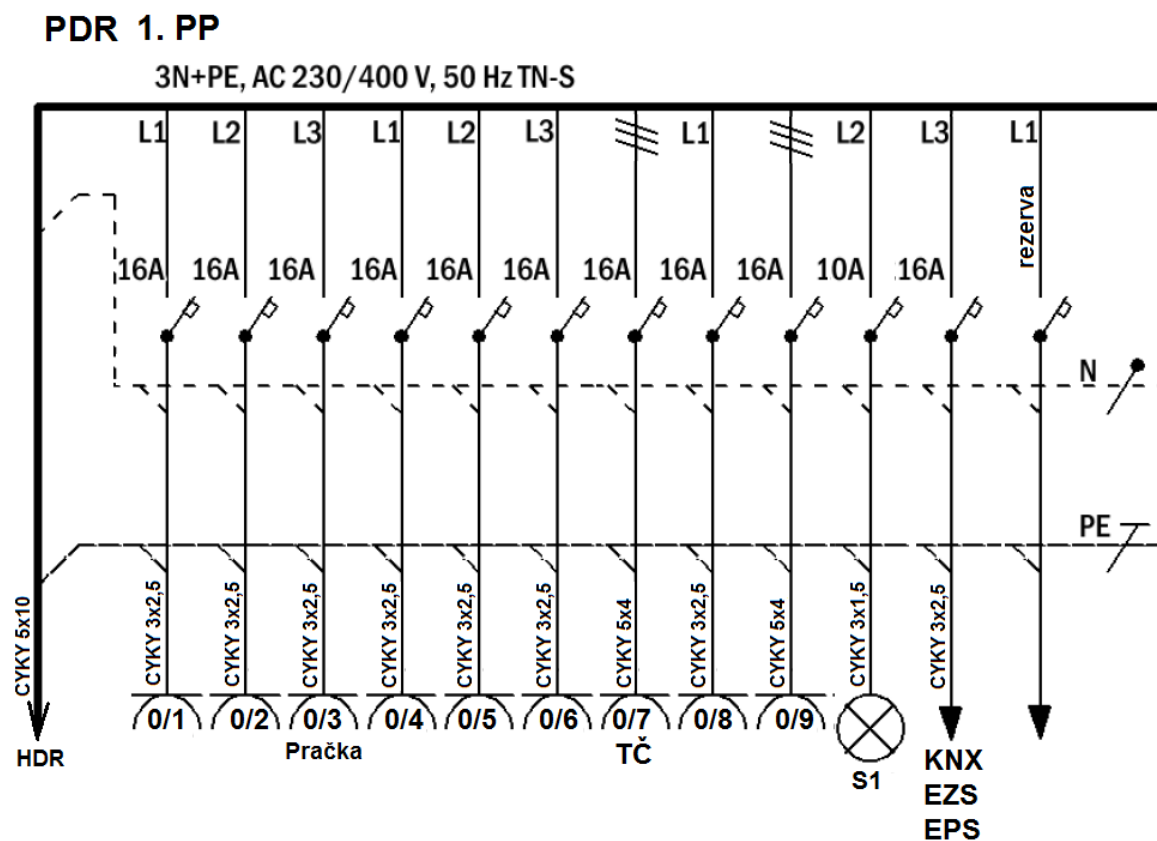 PDR 1. PP
3N+PE, AC 230/400 V, 50 Hz TN-S
L1 L2 L3 L1 L2 L3 L1 L2 L3 L1
rezerva
16A 16A 16A 16A 16A 16A 16A 16A 16A 10A 16A
N
PE
CYKY 5x10
CYKY 3x2,5
CYKY 3x2,5
CYKY 3x2,5
CYKY 3x2,5
CYKY 3x2,5
CYKY 3x2,5
CYKY 5x4
CYKY 3x2,5
CYKY 5x4
CYKY 3x1,5
CYKY 3x2,5
0/1 0/2 0/3 0/4 0/5 0/6 0/7 0/8 0/9
HDR
Pračka
TČ
S1
KNX
EZS
EPS